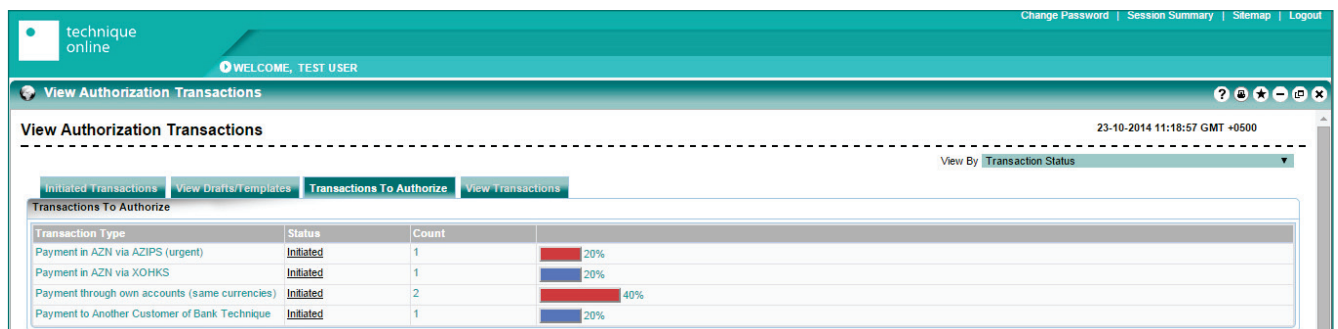 Change Password | Session Summary | Sitemap | Logout
technique
online
WELCOME, TEST USER
View Authorization Transactions
View Authorization Transactions
23-10-2014 11:18:57 GMT +0500
View By Transaction Status
Initiated Transactions View Drafts/Templates Transactions To Authorize View Transactions
Transactions To Authorize
Transaction Type Status Count
Payment in AZN via AZIPS (urgent) Initiated 1 20%
Payment in AZN via XOHKS Initiated 1 20%
Payment through own accounts (same currencies) Initiated 2 40%
Payment to Another Customer of Bank Technique Initiated 1 20%